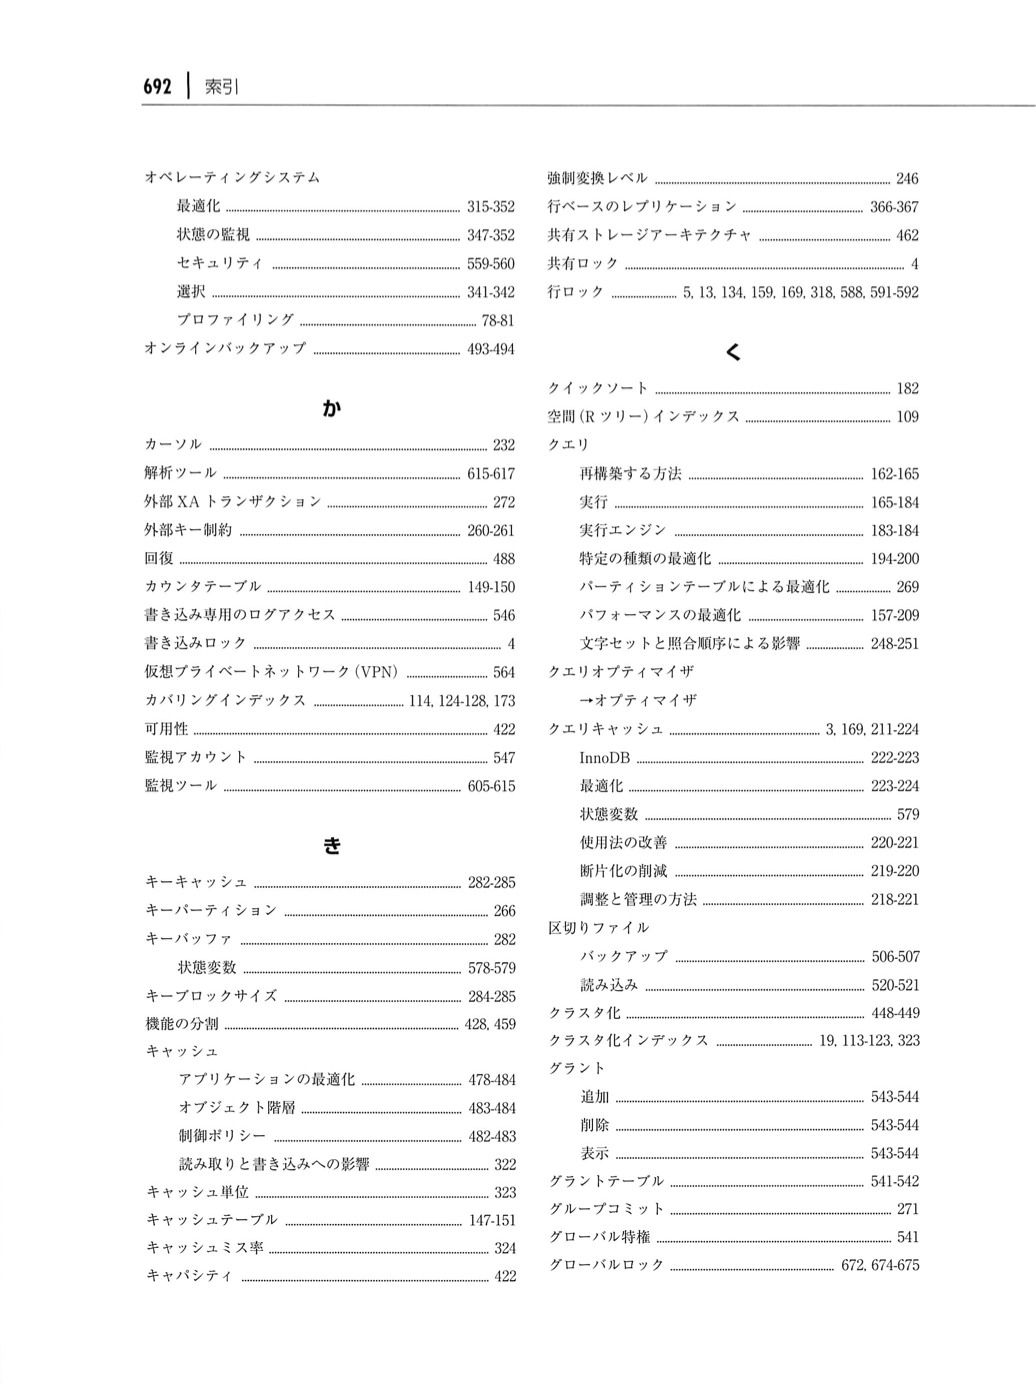 692 索引
オペレーティングシステム
最適化 315-352
状態の監視 347-352
セキュリティ 559-560
選択 341-342
プロファイリング 78-81
オンラインバックアップ 493-494
か
カーソル 232
解析ツール 615-617
外部 XA トランザクション 272
外部キー制約 260-261
回復 488
カウンタテーブル 149-150
書き込み専用のログアクセス 546
書き込みロック 4
仮想プライベートネットワーク (VPN) 564
カバリングインデックス 114, 124-128, 173
可用性 422
監視アカウント 547
監視ツール 605-615
き
キーキャッシュ 282-285
キーパーティション 266
キーバッファ 282
状態変数 578-579
キーブロックサイズ 284-285
機能の分割 428, 459
キャッシュ
アプリケーションの最適化 478-484
オブジェクト階層 483-484
制御ポリシー 482-483
読み取りと書き込みへの影響 322
キャッシュ単位 323
キャッシュテーブル 147-151
キャッシュミス率 324
キャパシティ 422
強制変換レベル 246
行ベースのレプリケーション 366-367
共有ストレージアーキテクチャ 462
共有ロック 4
行ロック 5, 13, 134, 159, 169, 318, 588, 591-592
く
クイックソート 182
空間 (R ツリー) インデックス 109
クエリ
再構築する方法 162-165
実行 165-184
実行エンジン 183-184
特定の種類の最適化 194-200
パーティションテーブルによる最適化 269
パフォーマンスの最適化 157-209
文字セットと照合順序による影響 248-251
クエリオプティマイザ
→オプティマイザ
クエリキャッシュ 3, 169, 211-224
InnoDB 222-223
最適化 223-224
状態変数 579
使用法の改善 220-221
断片化の削減 219-220
調整と管理の方法 218-221
区切りファイル
バックアップ 506-507
読み込み 520-521
クラスタ化 448-449
クラスタ化インデックス 19, 113-123, 323
グラント
追加 543-544
削除 543-544
表示 543-544
グラントテーブル 541-542
グループコミット 271
グローバル特権 541
グローバルロック 672, 674-675